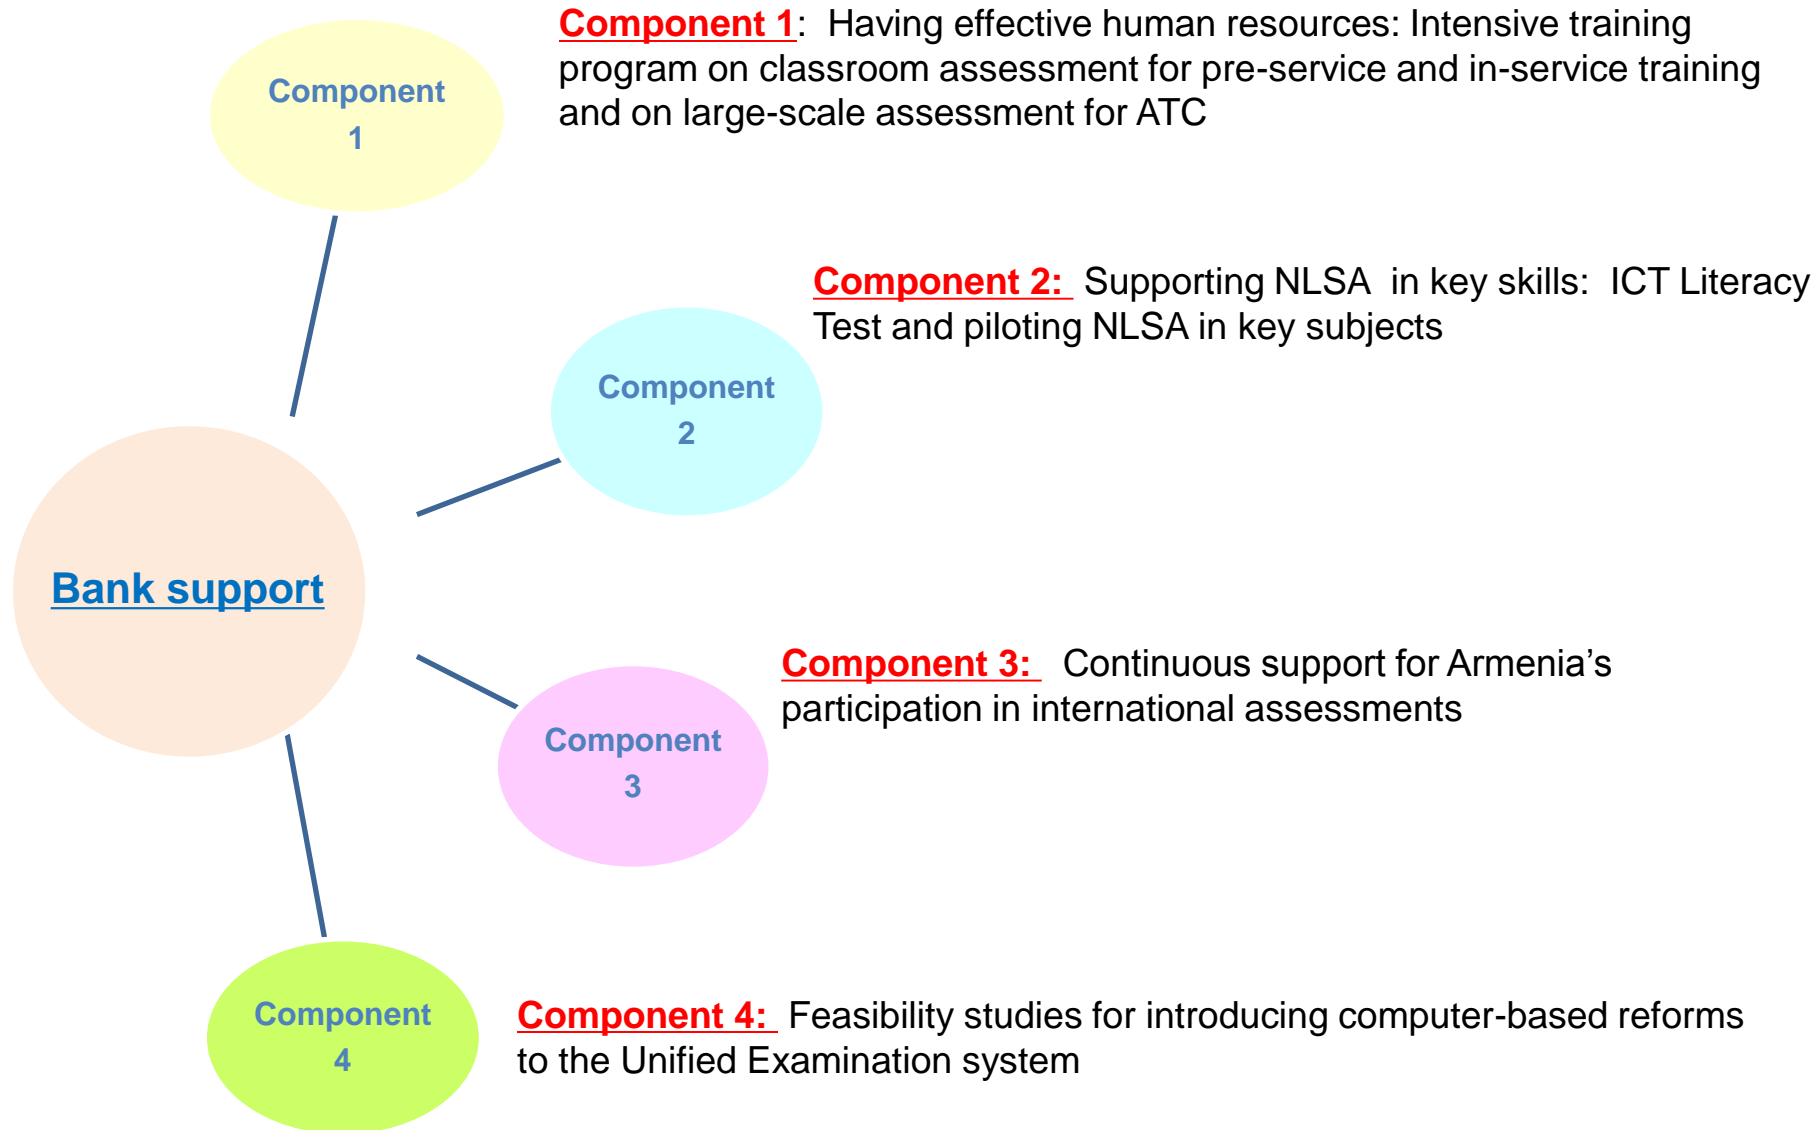 Component 1: Having effective human resources: Intensive training
program on classroom assessment for pre-service and in-service training
and on large-scale assessment for ATC
Component
1
Component 2: Supporting NLSA in key skills: ICT Literacy
Test and piloting NLSA in key subjects
Component
2
Bank support
Component 3: Continuous support for Armenia’s
participation in international assessments
Component
3
Component
4
Component 4: Feasibility studies for introducing computer-based reforms
to the Unified Examination system